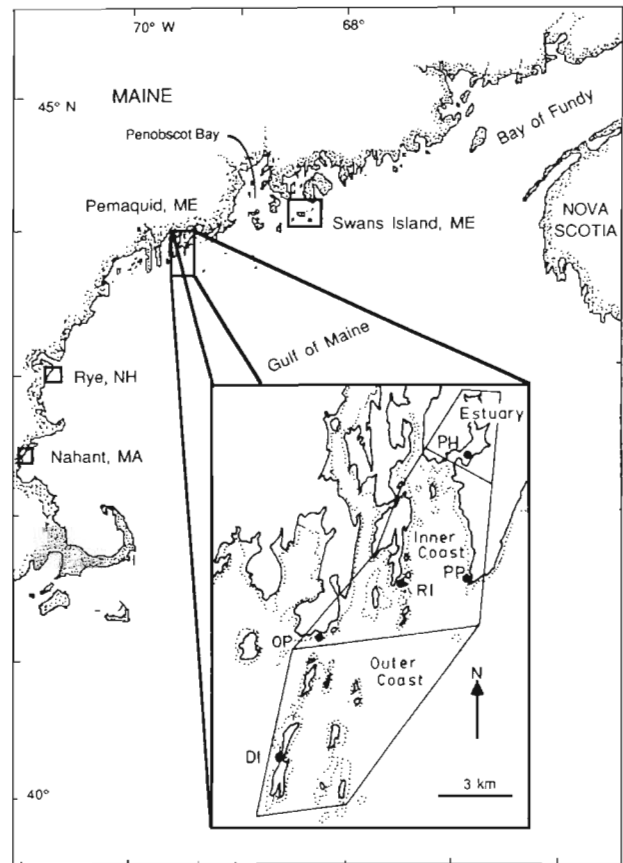 70° W
68°
45° N
MAINE
Bay of Fundy
Penobscot Bay
Pemaquid, ME
Swans Island, ME
NOVA
SCOTIA
Gulf of Maine
Rye, NH
Nahant, MA
Estuary
PH
Inner
Coast
PP
RI
OP
Outer
Coast
N
DI
3 km
40°